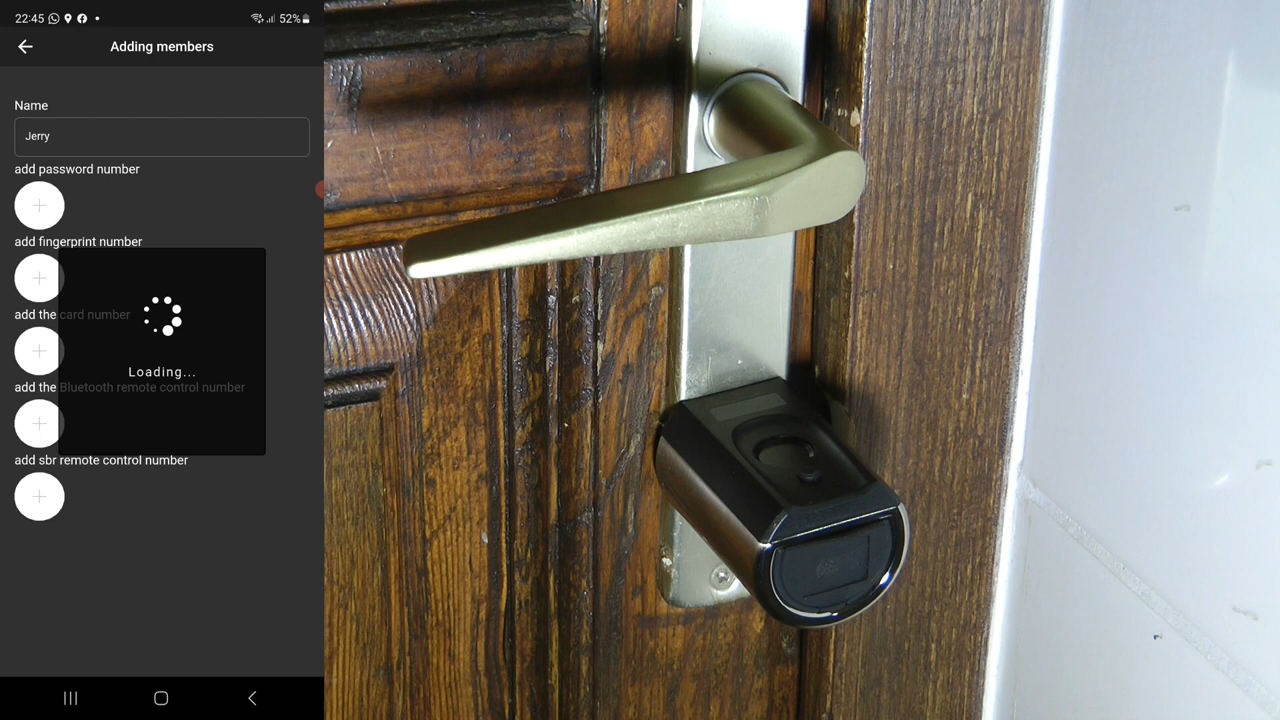 22:45 52%
Adding members
Name
Jerry
add password number
add fingerprint number
add the card number
Loading...
add the Bluetooth remote control number
add sbr remote control number